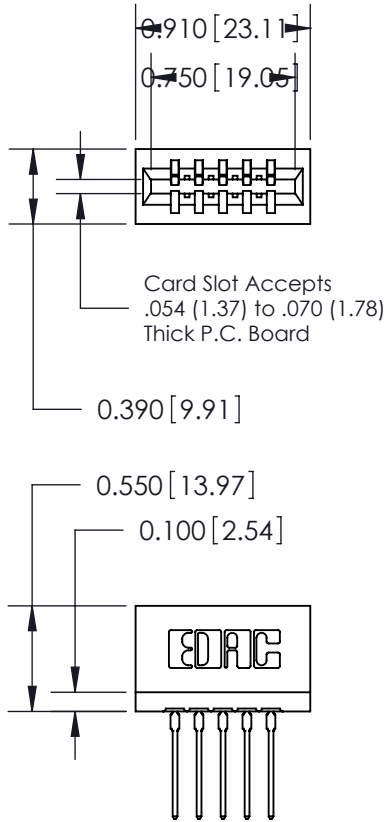 0.910 [23.11]
0.750 [19.05]
Card Slot Accepts
.054 (1.37) to .070 (1.78)
Thick P.C. Board
0.390 [9.91]
0.550 [13.97]
0.100 [2.54]
EDAC